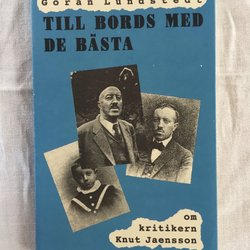 Göran Lundstedt
TILL BORDS MED
DE BÄSTA
om
kritikern
Knut Jaensson